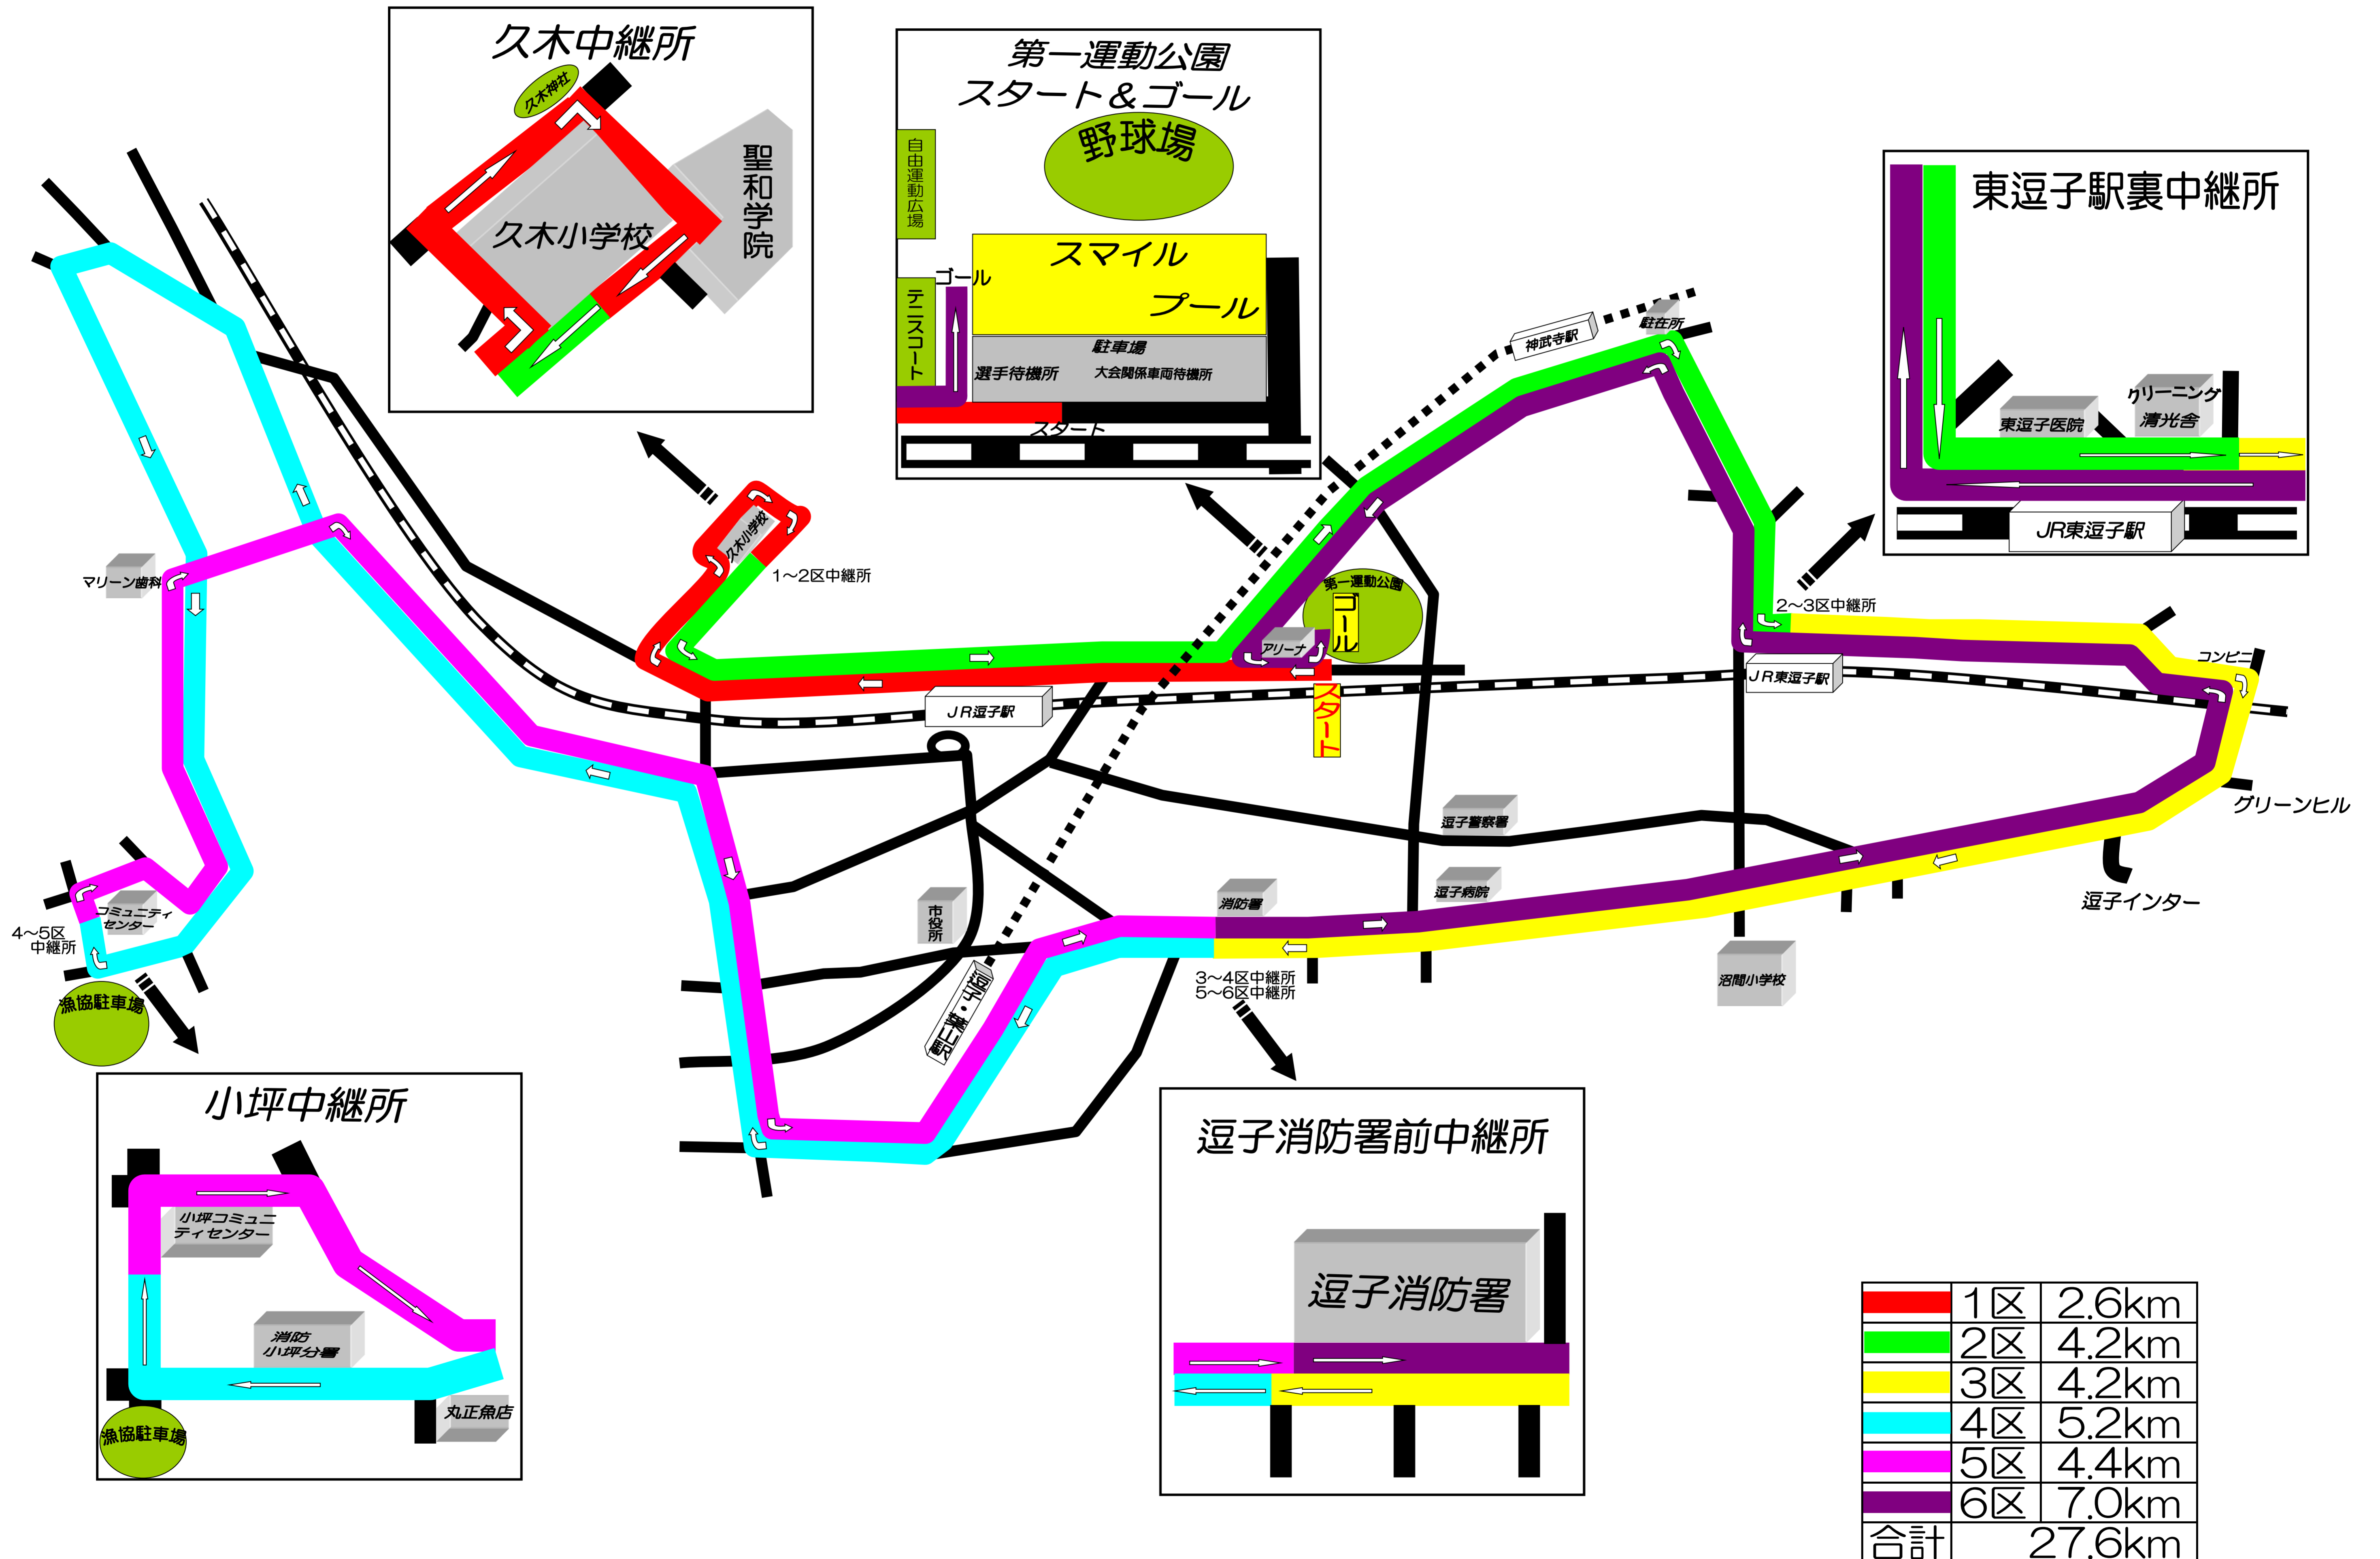 久木中継所
久木神社
久木小学校
聖和学院
第一運動公園
スタート＆ゴール
野球場
自由運動広場
スマイル
プール
ゴール
テニスコート
駐車場
選手待機所
大会関係車両待機所
スタート
東逗子駅裏中継所
東逗子医院
クリーニング
清光舎
JR東逗子駅
神武寺駅
駐在所
久木小学校
1～2区中継所
マリーン歯科
第一運動公園
ゴール
アリーナ
スタート
2～3区中継所
コンビニ
JR東逗子駅
JR逗子駅
グリーンヒル
逗子警察署
逗子病院
消防署
市役所
逗子インター
コミュニティ
センター
4～5区
中継所
沼間小学校
3～4区中継所
5～6区中継所
漁協駐車場
小坪中継所
小坪コミュニ
ティセンター
消防
小坪分署
丸正魚店
漁協駐車場
逗子消防署前中継所
逗子消防署
1区 2.6km
2区 4.2km
3区 4.2km
4区 5.2km
5区 4.4km
6区 7.0km
合計 27.6km